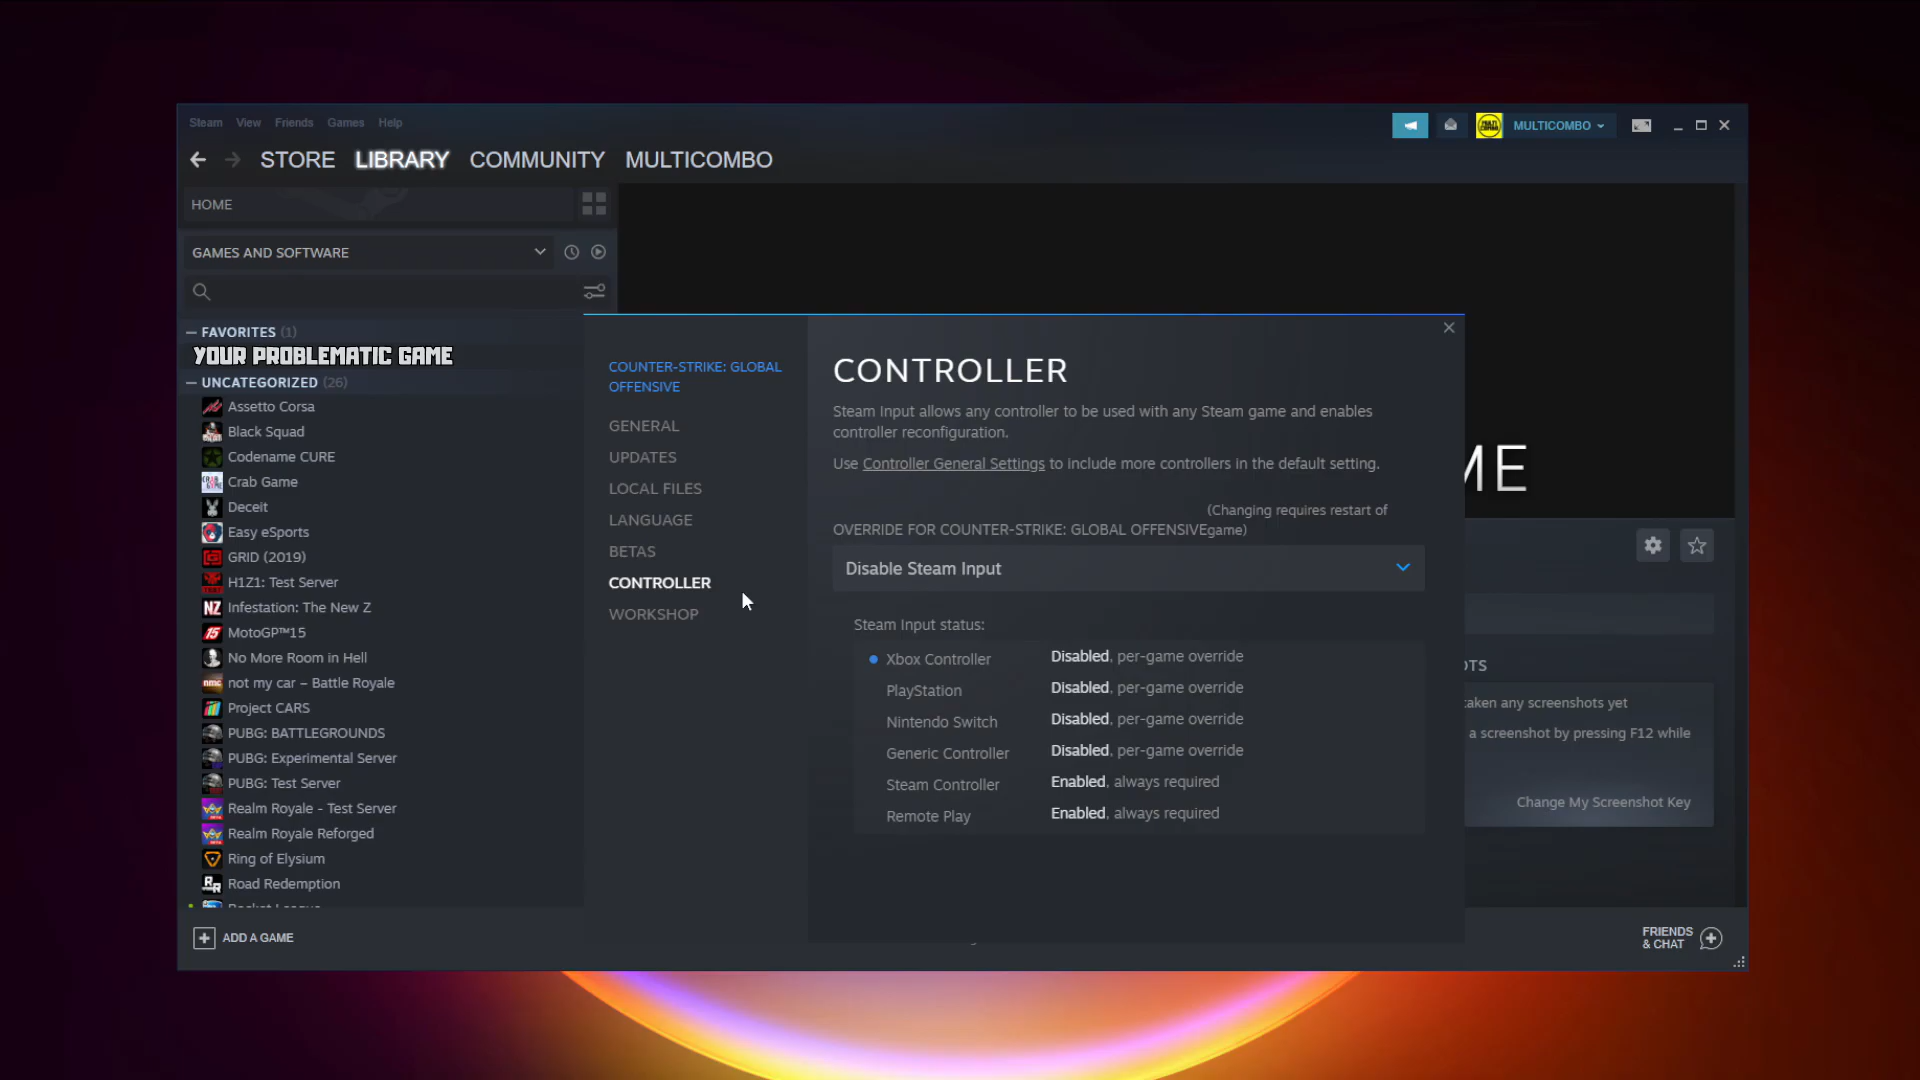 Steam View Friends Games Help
MULTICOMBO
STORE LIBRARY COMMUNITY MULTICOMBO
HOME
GAMES AND SOFTWARE
FAVORITES (1)
YOUR PROBLEMATIC GAME
UNCATEGORIZED (26)
Assetto Corsa
Black Squad
Codename CURE
Crab Game
Deceit
Easy eSports
GRID (2019)
H1Z1: Test Server
Infestation: The New Z
MotoGP™15
No More Room in Hell
not my car – Battle Royale
Project CARS
PUBG: BATTLEGROUNDS
PUBG: Experimental Server
PUBG: Test Server
Realm Royale - Test Server
Realm Royale Reforged
Ring of Elysium
Road Redemption
Rocket League
ADD A GAME
COUNTER-STRIKE: GLOBAL
OFFENSIVE
GENERAL
UPDATES
LOCAL FILES
LANGUAGE
BETAS
CONTROLLER
WORKSHOP
CONTROLLER
Steam Input allows any controller to be used with any Steam game and enables
controller reconfiguration.
Use Controller General Settings to include more controllers in the default setting.
(Changing requires restart of
OVERRIDE FOR COUNTER-STRIKE: GLOBAL OFFENSIVEgame)
Disable Steam Input
Steam Input status:
Xbox Controller Disabled, per-game override
PlayStation Disabled, per-game override
Nintendo Switch Disabled, per-game override
Generic Controller Disabled, per-game override
Steam Controller Enabled, always required
Remote Play Enabled, always required
ME
OTS
taken any screenshots yet
a screenshot by pressing F12 while
Change My Screenshot Key
FRIENDS
& CHAT